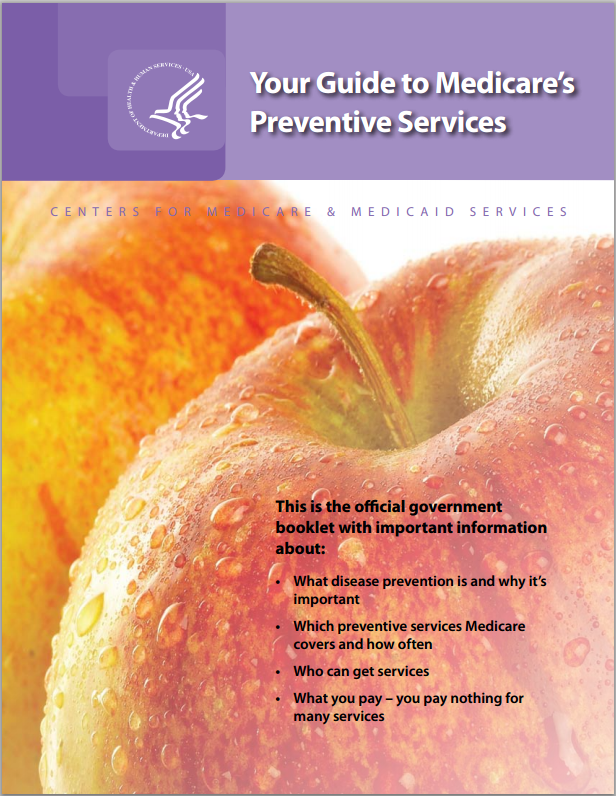 DEPARTMENT OF HEALTH & HUMAN SERVICES · USA
Your Guide to Medicare's
Preventive Services
CENTERS FOR MEDICARE & MEDICAID SERVICES
This is the official government
booklet with important information
about:
• What disease prevention is and why it's
important
• Which preventive services Medicare
covers and how often
• Who can get services
• What you pay – you pay nothing for
many services